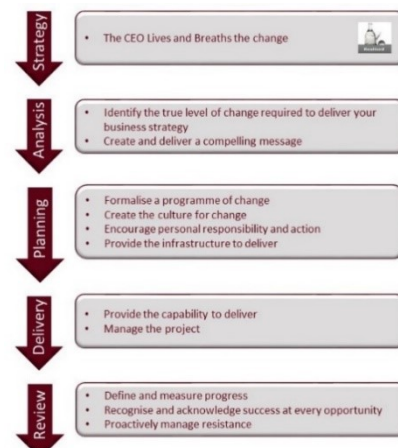 Strategy
• The CEO Lives and Breaths the change
Analysis
• Identify the true level of change required to deliver your
business strategy
• Create and deliver a compelling message
Planning
• Formalise a programme of change
• Create the culture for change
• Encourage personal responsibility and action
• Provide the infrastructure to deliver
Delivery
• Provide the capability to deliver
• Manage the project
Review
• Define and measure progress
• Recognise and acknowledge success at every opportunity
• Proactively manage resistance